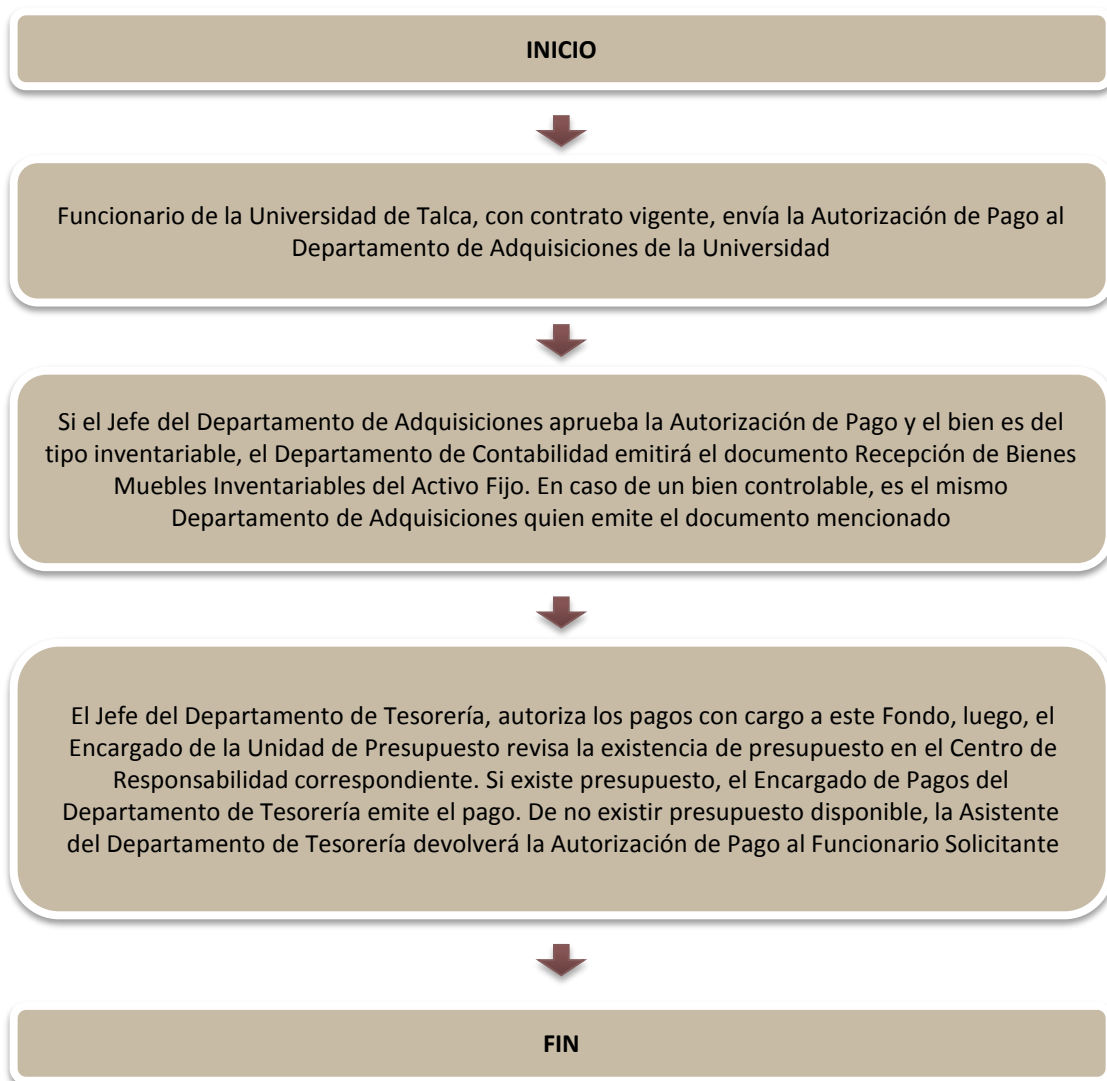 INICIO
Funcionario de la Universidad de Talca, con contrato vigente, envía la Autorización de Pago al
Departamento de Adquisiciones de la Universidad
Si el Jefe del Departamento de Adquisiciones aprueba la Autorización de Pago y el bien es del
tipo inventariable, el Departamento de Contabilidad emitirá el documento Recepción de Bienes
Muebles Inventariables del Activo Fijo. En caso de un bien controlable, es el mismo
Departamento de Adquisiciones quien emite el documento mencionado
El Jefe del Departamento de Tesorería, autoriza los pagos con cargo a este Fondo, luego, el
Encargado de la Unidad de Presupuesto revisa la existencia de presupuesto en el Centro de
Responsabilidad correspondiente. Si existe presupuesto, el Encargado de Pagos del
Departamento de Tesorería emite el pago. De no existir presupuesto disponible, la Asistente
del Departamento de Tesorería devolverá la Autorización de Pago al Funcionario Solicitante
FIN